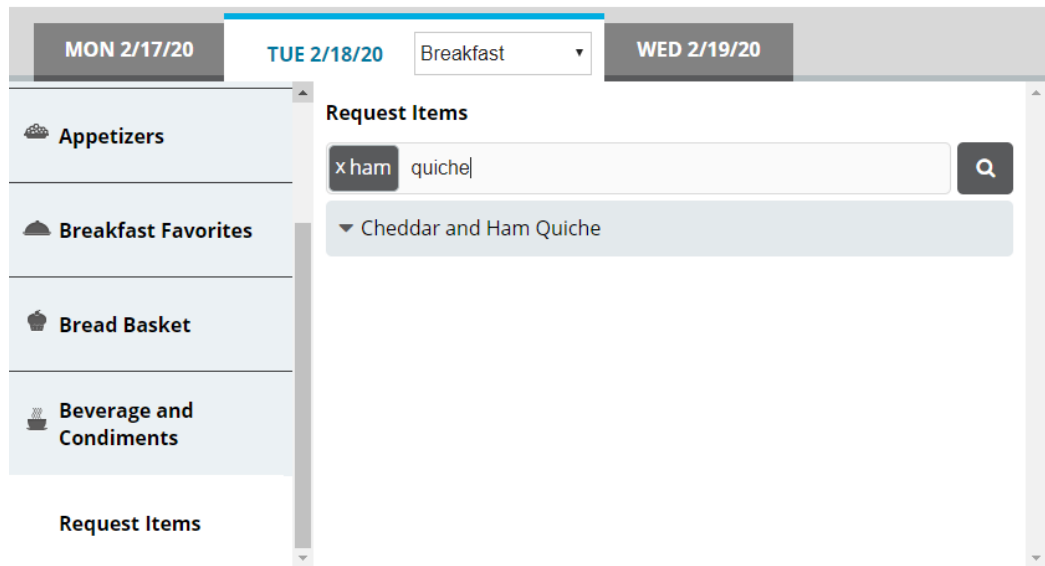 MON 2/17/20
TUE 2/18/20
Breakfast
WED 2/19/20
Appetizers
Breakfast Favorites
Bread Basket
Beverage and
Condiments
Request Items
Request Items
x ham quiche
Cheddar and Ham Quiche